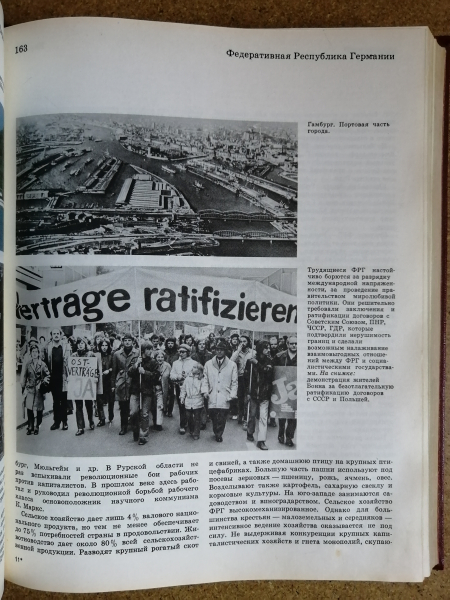 163
Федеративная Республика Германии
Гамбург. Портовая часть
города.
ertrage ratifizieren
OST-
VERTRÄGE
Ja
Трудящиеся ФРГ настой-
чиво борются за разрядку
международной напряжен-
ности, за проведение пра-
вительством миролюбивой
политики. Они решительно
требовали заключения и
ратификации договоров с
Советским Союзом, ПНР,
ЧССР, ГДР, которые
подтвердили нерушимость
границ и сделали
возможным налаживание
взаимовыгодных отноше-
ний между ФРГ и социа-
листическими государства-
ми. На снимке:
демонстрация жителей
Бонна за безотлагательную
ратификацию договоров
с СССР и Польшей.
бург, Мюльгейм и др. В Рурской области не
раз вспыхивали революционные бои рабочих
против капиталистов. В прошлом веке здесь рабо-
тал и руководил революционной борьбой рабочего
класса основоположник научного коммунизма
К. Маркс.
Сельское хозяйство дает лишь 4% валового нацио-
нального продукта, но тем не менее обеспечивает
до 75% потребностей страны в продовольствии. Жи-
вотноводство дает около 80% всей сельскохозяйст-
венной продукции. Разводят крупный рогатый скот
11*
и свиней, а также домашнюю птицу на крупных пти-
цефабриках. Большую часть пашни используют под
посевы зерновых — пшеницу, рожь, ячмень, овес.
Возделывают также картофель, сахарную свеклу и
кормовые культуры. На юго-западе занимаются са-
доводством и виноградарством. Сельское хозяйство
ФРГ высокомеханизированное. Однако для боль-
шинства крестьян — малоземельных и середняков —
интенсивное ведение хозяйства оказывается не под
силу. Не выдерживая конкуренции крупных капи-
талистических хозяйств и гнета монополий, скупаю-